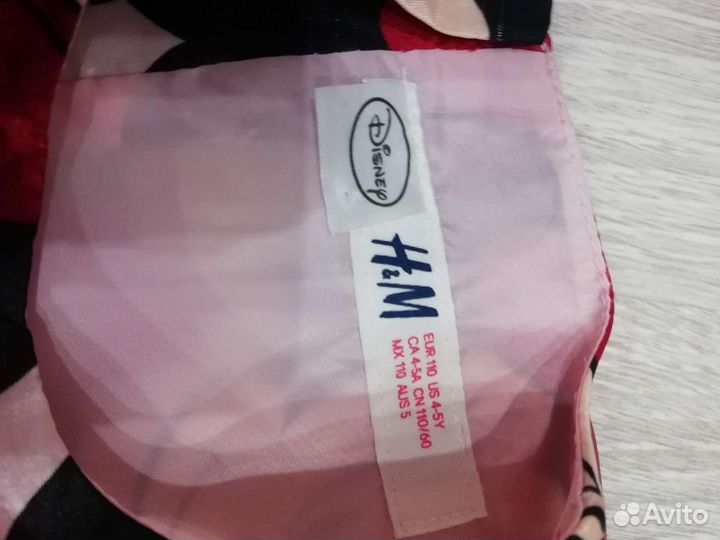 Disney
H&M
EUR 110 US 4-5Y
CA 4-5A CN 110/60
MX 110 AUS 5
Avito